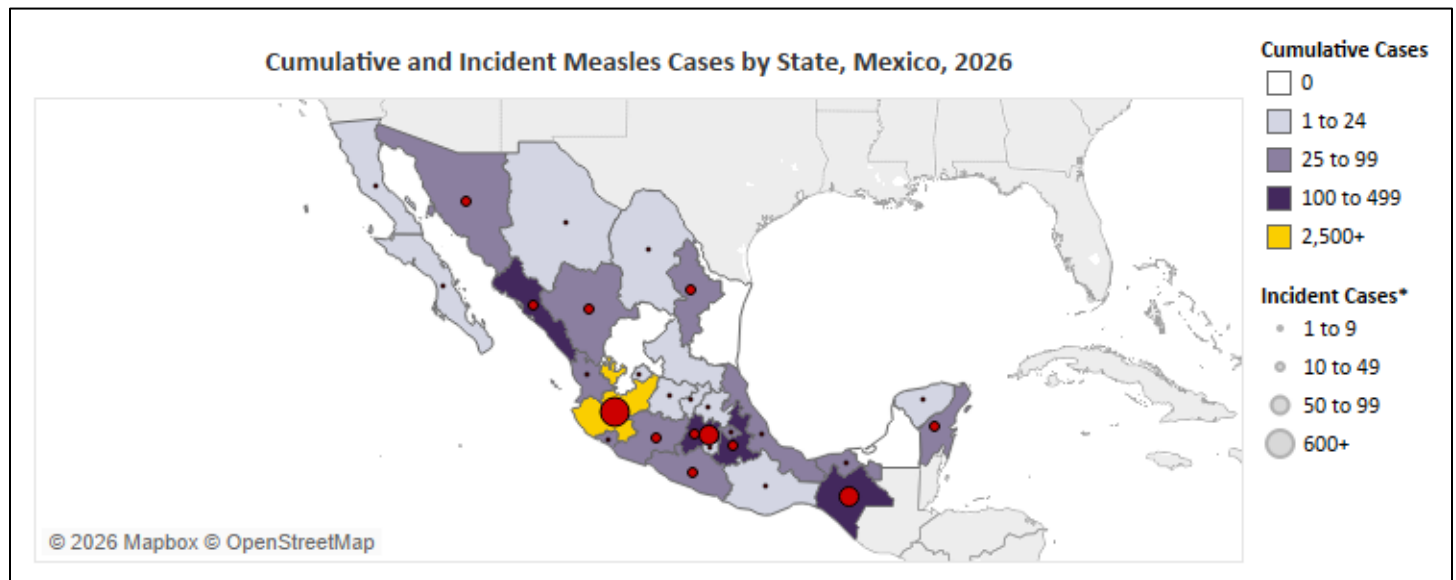 Cumulative and Incident Measles Cases by State, Mexico, 2026
Cumulative Cases
0
1 to 24
25 to 99
100 to 499
2,500+
Incident Cases*
1 to 9
10 to 49
50 to 99
600+
© 2026 Mapbox © OpenStreetMap